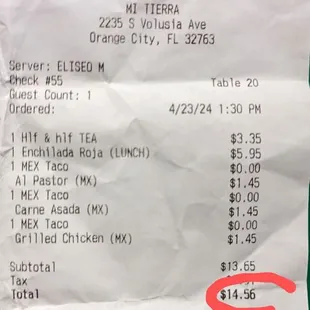 MI TIERRA
2235 S Volusia Ave
Orange City, FL 32763
Server: ELISEO M
Check #55 Table 20
Guest Count: 1
Ordered: 4/23/24 1:30 PM
1 Hlf & hlf TEA $3.35
1 Enchilada Roja (LUNCH) $5.95
1 MEX Taco $0.00
Al Pastor (MX) $1.45
1 MEX Taco $0.00
Carne Asada (MX) $1.45
1 MEX Taco $0.00
Grilled Chicken (MX) $1.45
Subtotal $13.65
Tax
Total $14.56